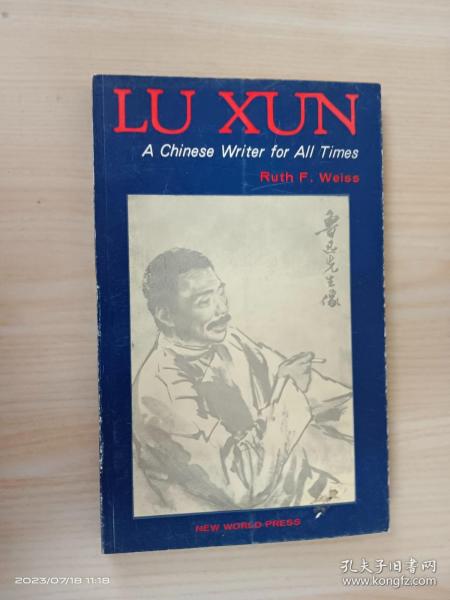 LU XUN
A Chinese Writer for All Times
Ruth F. Weiss
鲁迅先生像
NEW WORLD PRESS
2023/07/18 11:18
孔夫子旧书网
www.kongfz.com